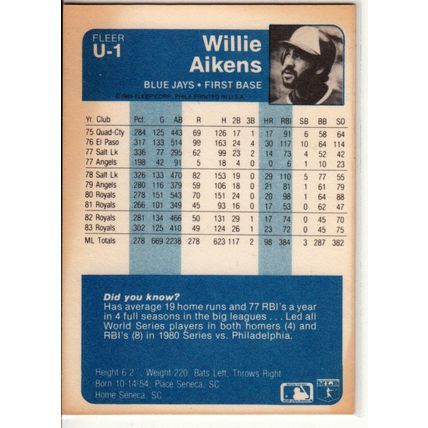 FLEER
U-1
Willie
Aikens
BLUE JAYS • FIRST BASE
©1984 FLEER CORP., PHILA. PRINTED IN U.S.A.
Yr. Club Pct. G AB R H 2B 3B HR RBI SB BB SO
75 Quad-Cty .284 125 443 69 126 17 1 17 91 6 58 64
76 El Paso .317 133 514 99 163 24 4 30 117 10 64 114
77 Salt Lk .336 77 295 62 99 23 2 14 73 4 42 52
77 Angels .198 42 91 5 18 4 0 0 6 1 10 23
78 Salt Lk .326 133 337 110 29 110 5 77 55
79 Angels .280 116 379 59 106 18 0 21 81 1 61 79
80 Royals .278 151 543 70 151 24 0 20 98 1 64 88
81 Royals .266 101 349 45 93 16 0 17 53 0 62 47
82 Royals .281 134 466 50 131 29 1 17 74 0 45 70
83 Royals .302 125 410 49 124 26 1 23 72 0 45 75
ML Totals .278 669 2238 278 623 117 2 98 384 3 287 382
Did you know?
Has average 19 home runs and 77 RBI's a year
in 4 full seasons in the big leagues . . . Led all
World Series players in both homers (4) and
RBI's (8) in 1980 Series vs. Philadelphia.
Height 6'2" Weight 220, Bats Left, Throws Right
Born 10-14-54, Place Seneca, SC
Home Seneca, SC